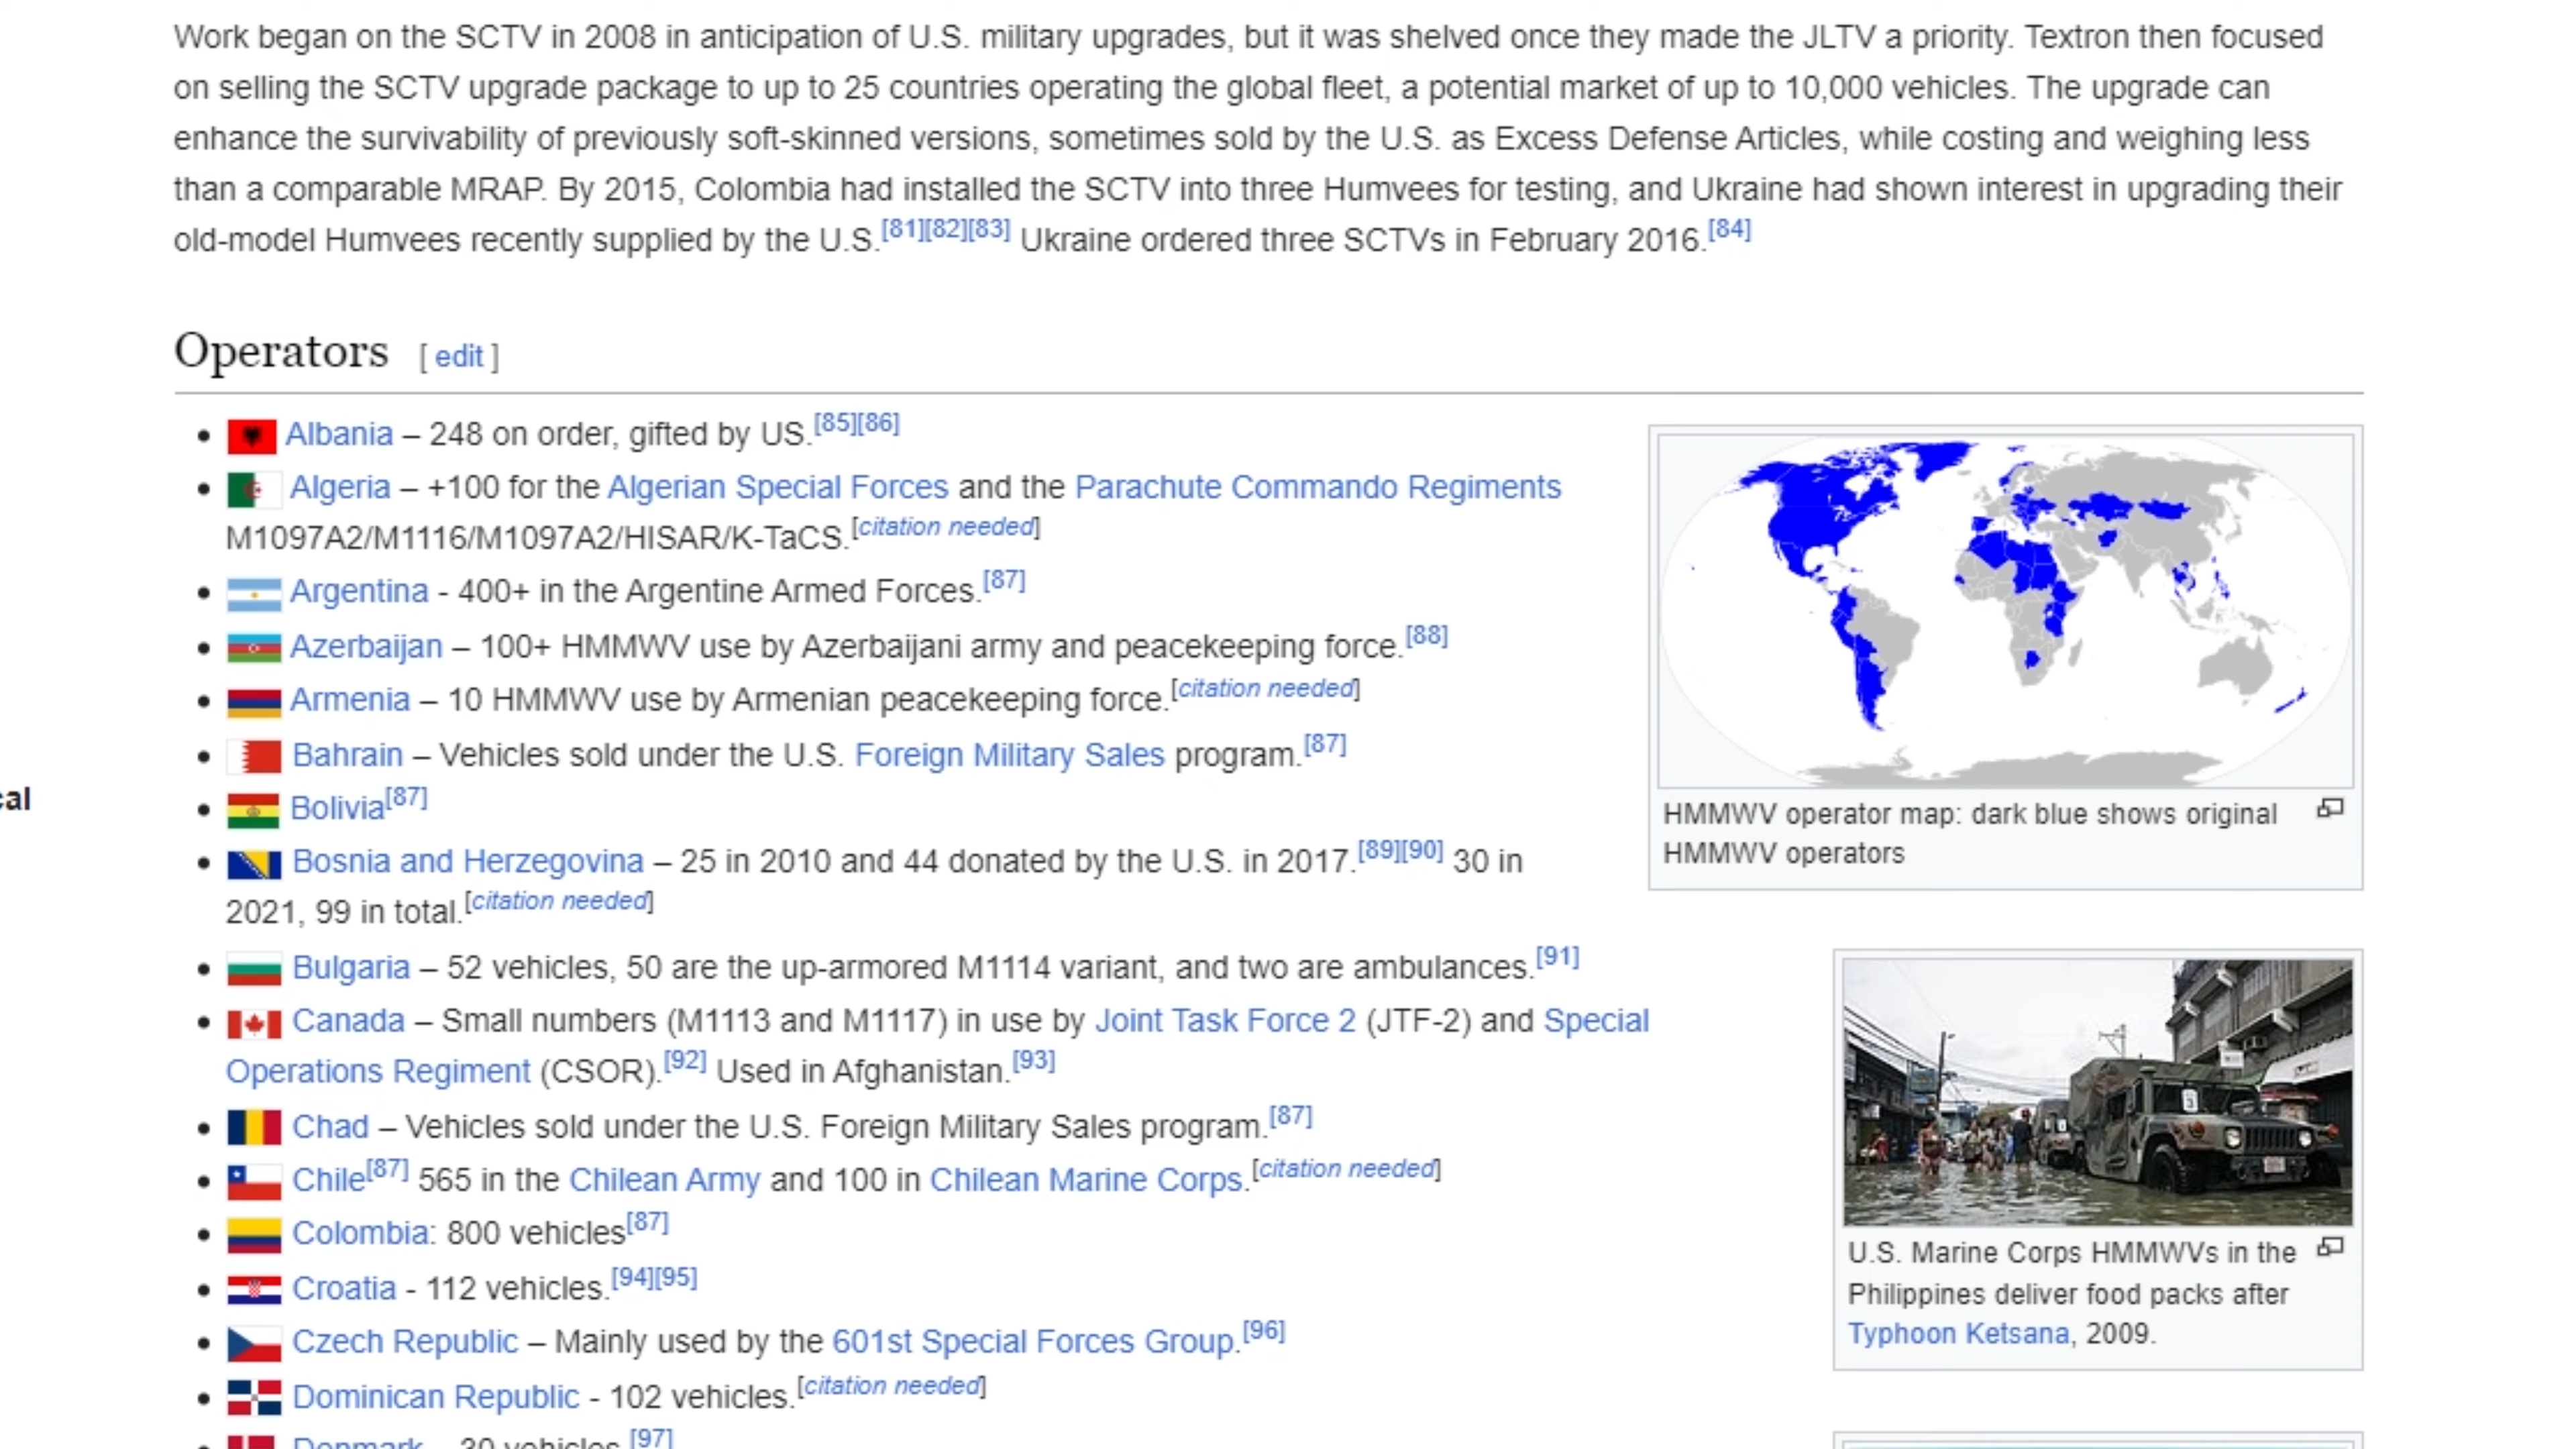 Work began on the SCTV in 2008 in anticipation of U.S. military upgrades, but it was shelved once they made the JLTV a priority. Textron then focused
on selling the SCTV upgrade package to up to 25 countries operating the global fleet, a potential market of up to 10,000 vehicles. The upgrade can
enhance the survivability of previously soft-skinned versions, sometimes sold by the U.S. as Excess Defense Articles, while costing and weighing less
than a comparable MRAP. By 2015, Colombia had installed the SCTV into three Humvees for testing, and Ukraine had shown interest in upgrading their
old-model Humvees recently supplied by the U.S.[81][82][83] Ukraine ordered three SCTVs in February 2016.[84]
Operators [ edit ]
Albania – 248 on order, gifted by US.[85][86]
Algeria – +100 for the Algerian Special Forces and the Parachute Commando Regiments
M1097A2/M1116/M1097A2/HISAR/K-TaCS.[citation needed]
Argentina - 400+ in the Argentine Armed Forces.[87]
Azerbaijan – 100+ HMMWV use by Azerbaijani army and peacekeeping force.[88]
Armenia – 10 HMMWV use by Armenian peacekeeping force.[citation needed]
Bahrain – Vehicles sold under the U.S. Foreign Military Sales program.[87]
Bolivia[87]
Bosnia and Herzegovina – 25 in 2010 and 44 donated by the U.S. in 2017.[89][90] 30 in
2021, 99 in total.[citation needed]
Bulgaria – 52 vehicles, 50 are the up-armored M1114 variant, and two are ambulances.[91]
Canada – Small numbers (M1113 and M1117) in use by Joint Task Force 2 (JTF-2) and Special
Operations Regiment (CSOR).[92] Used in Afghanistan.[93]
Chad – Vehicles sold under the U.S. Foreign Military Sales program.[87]
Chile[87] 565 in the Chilean Army and 100 in Chilean Marine Corps.[citation needed]
Colombia: 800 vehicles[87]
Croatia - 112 vehicles.[94][95]
Czech Republic – Mainly used by the 601st Special Forces Group.[96]
Dominican Republic - 102 vehicles.[citation needed]
Denmark – 30 vehicles.[97]
HMMWV operator map: dark blue shows original
HMMWV operators
U.S. Marine Corps HMMWVs in the
Philippines deliver food packs after
Typhoon Ketsana, 2009.